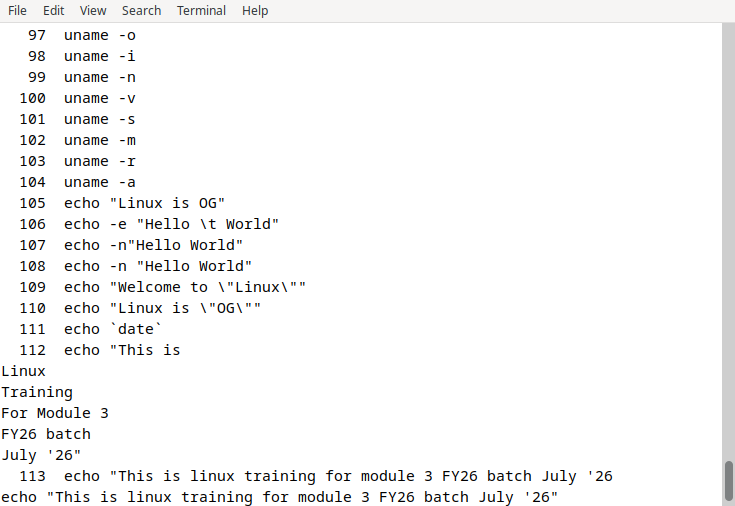 File Edit View Search Terminal Help
97 uname -o
98 uname -i
99 uname -n
100 uname -v
101 uname -s
102 uname -m
103 uname -r
104 uname -a
105 echo "Linux is OG"
106 echo -e "Hello \t World"
107 echo -n"Hello World"
108 echo -n "Hello World"
109 echo "Welcome to \"Linux\""
110 echo "Linux is \"OG\""
111 echo `date`
112 echo "This is
Linux
Training
For Module 3
FY26 batch
July '26"
113 echo "This is linux training for module 3 FY26 batch July '26
echo "This is linux training for module 3 FY26 batch July '26"